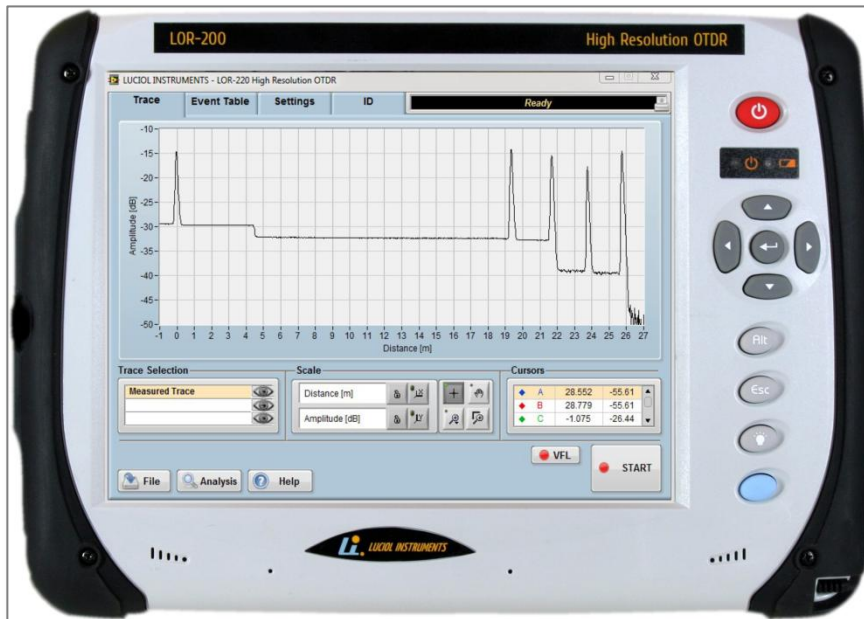 LOR-200
High Resolution OTDR
LUCIOL INSTRUMENTS - LOR-220 High Resolution OTDR
Trace Event Table Settings ID Ready
-10
-15
-20
-25
-30
-35
-40
-45
-50
Amplitude [dB]
-1 0 1 2 3 4 5 6 7 8 9 10 11 12 13 14 15 16 17 18 19 20 21 22 23 24 25 26 27
Distance [m]
Trace Selection
Measured Trace
Scale
Distance [m]
Amplitude [dB]
Cursors
A 28.552 -55.61
B 28.779 -55.61
C -1.075 -26.44
VFL
START
File Analysis Help
Alt
Esc
Li. LUCIOL INSTRUMENTS